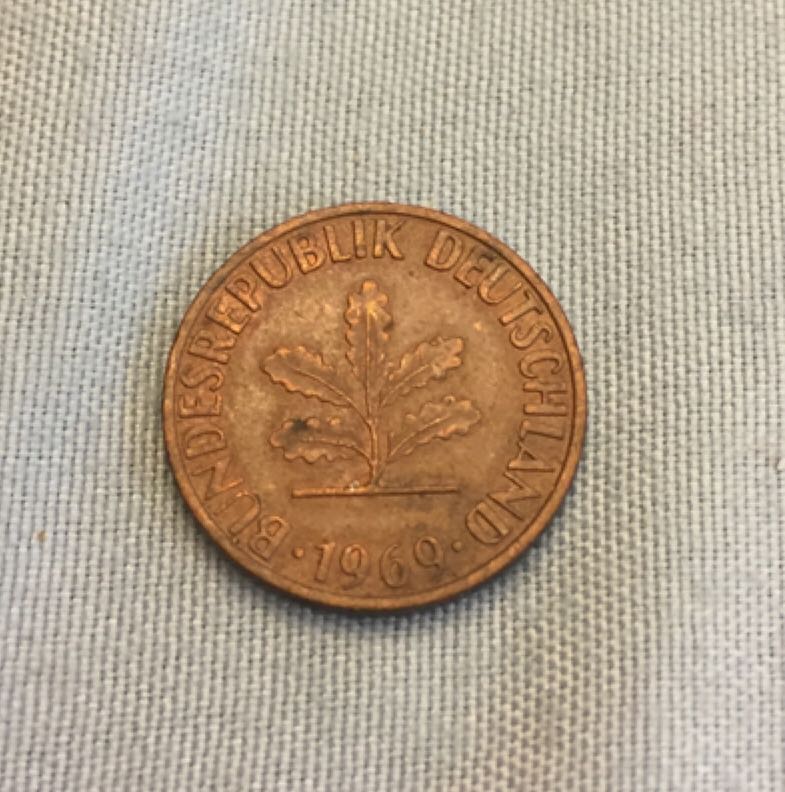 BUNDESREPUBLIK DEUTSCHLAND
· 1969 ·